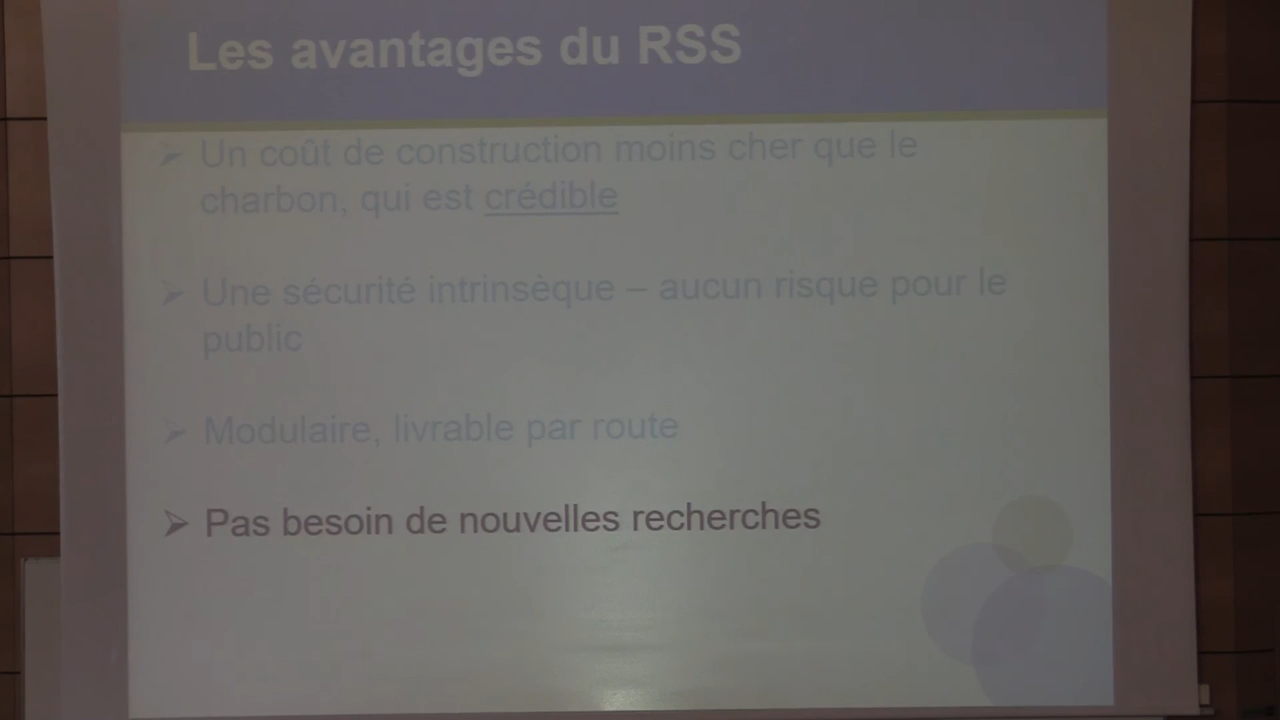 Les avantages du RSS
Un coût de construction moins cher que le
charbon, qui est crédible
Une sécurité intrinsèque – aucun risque pour le
public
Modulaire, livrable par route
Pas besoin de nouvelles recherches